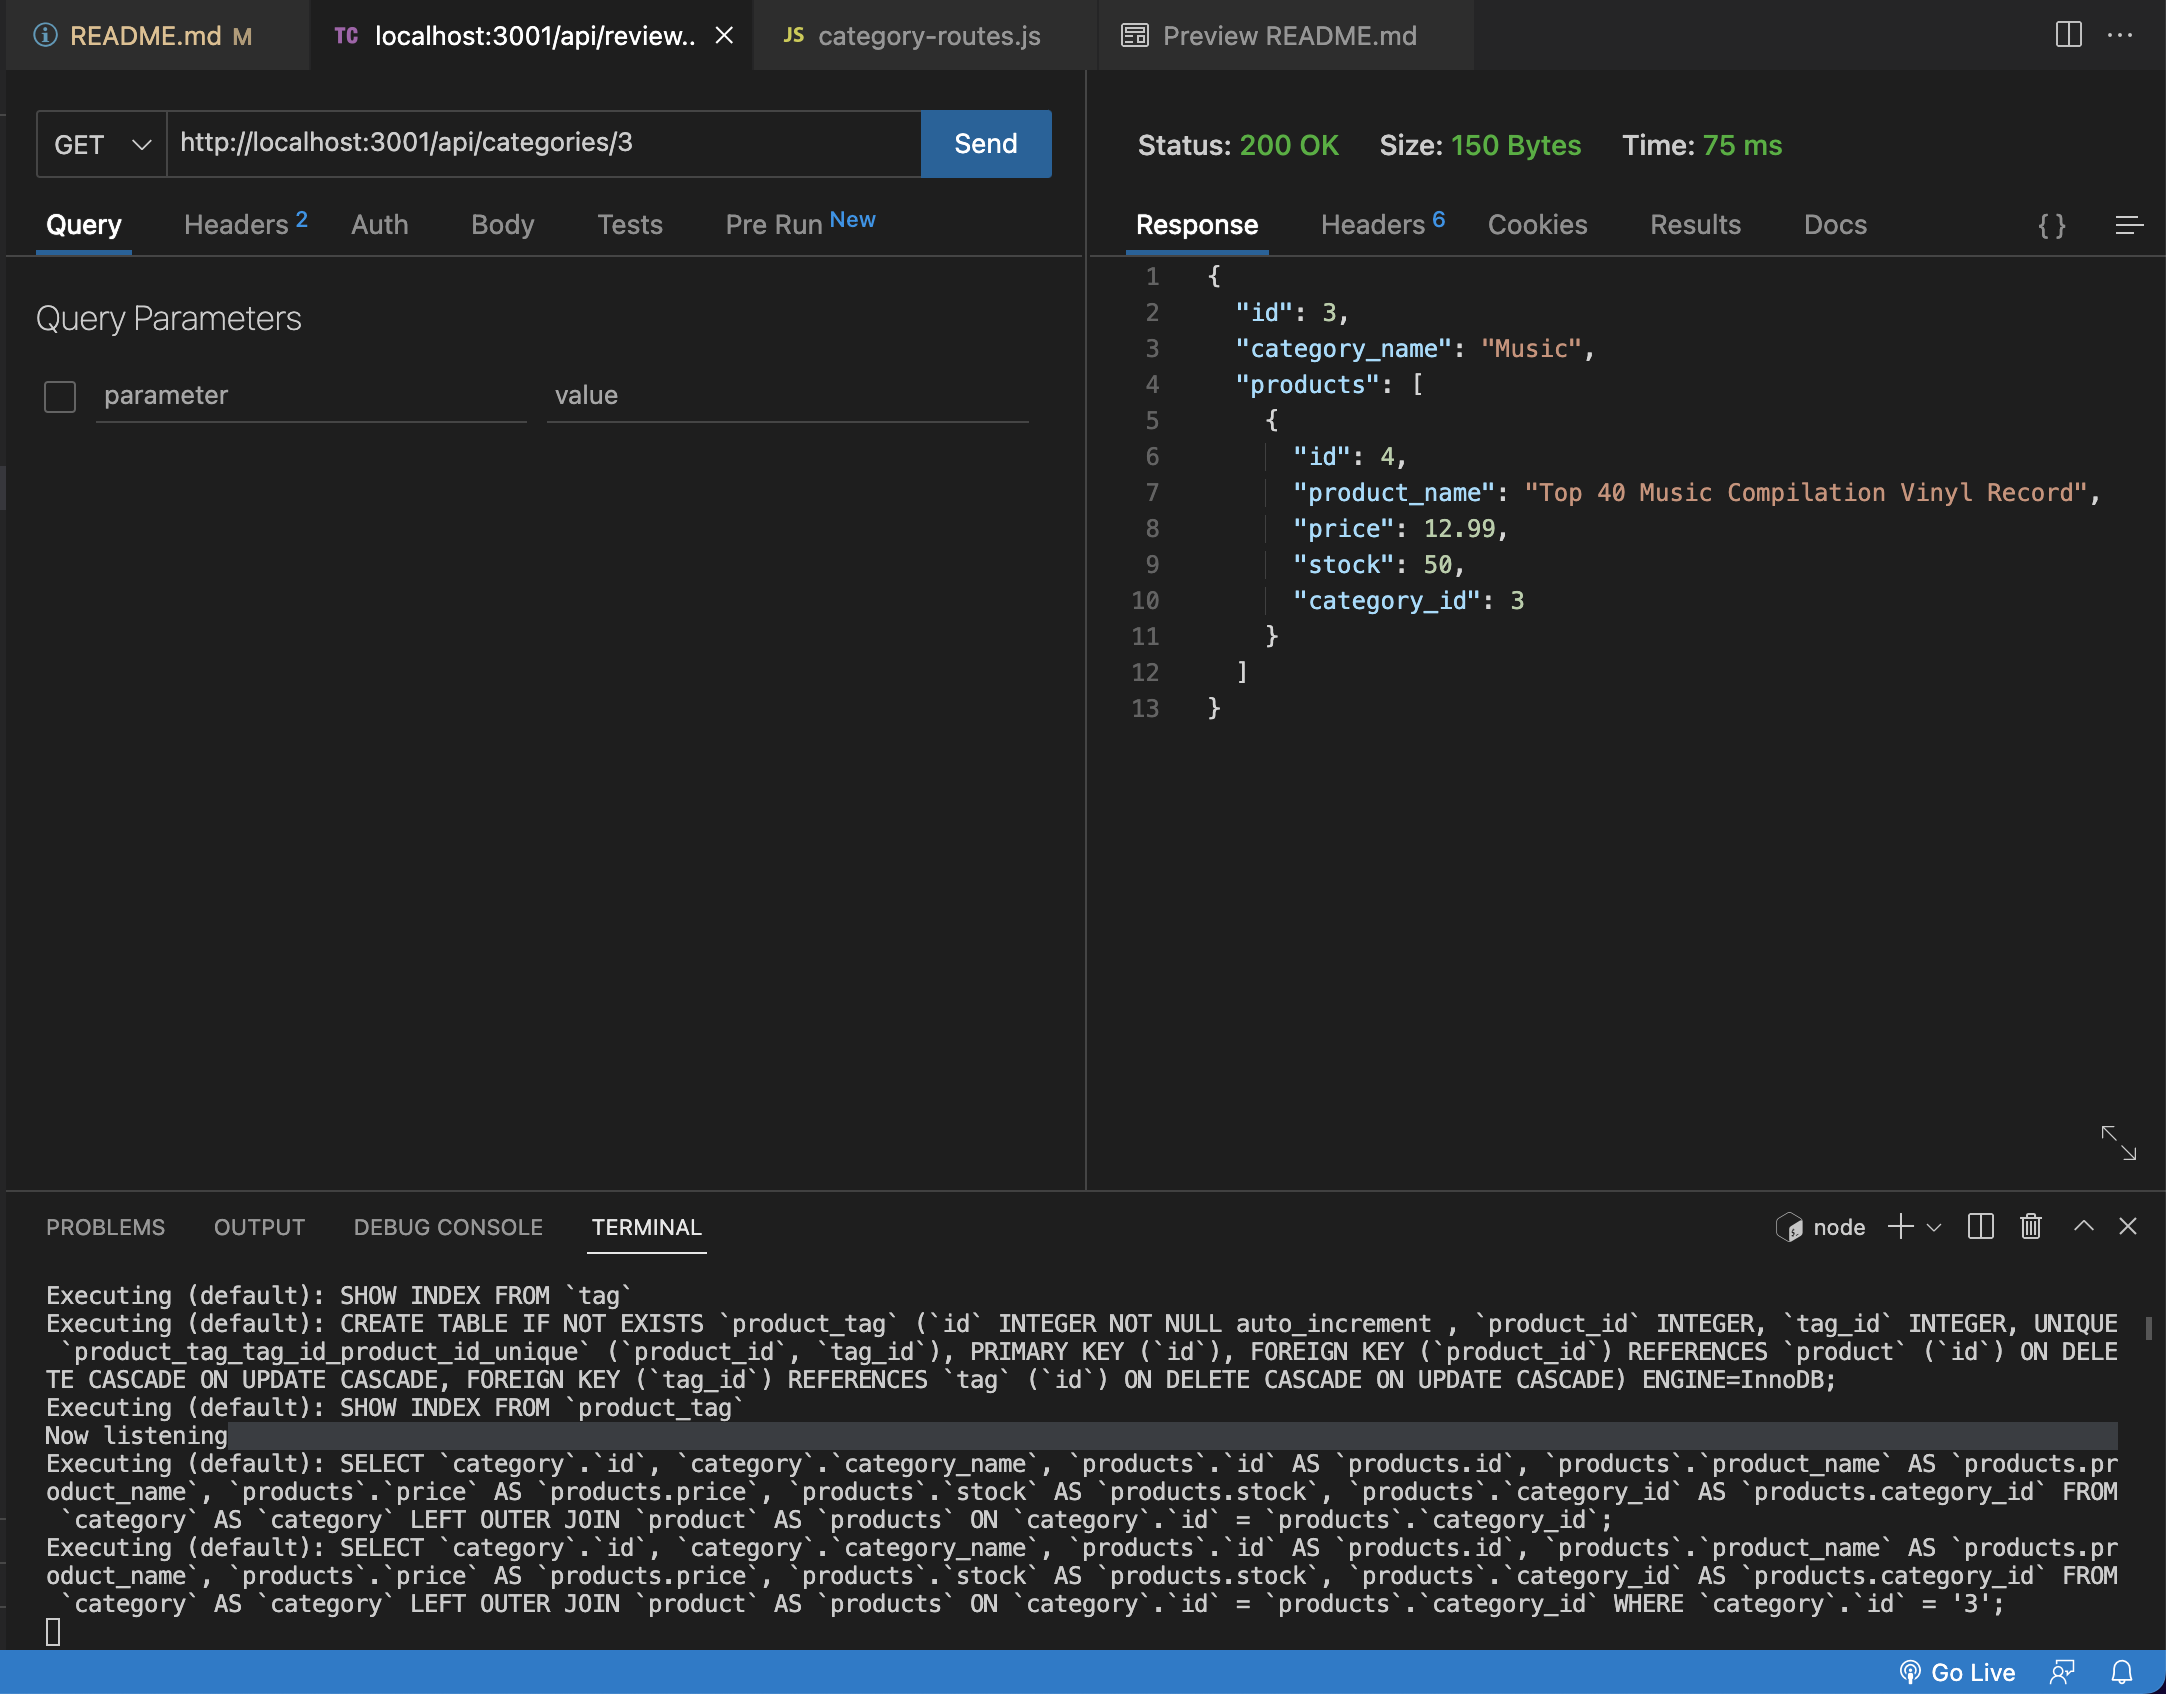 README.md M
TC localhost:3001/api/review..
JS category-routes.js
Preview README.md
GET
http://localhost:3001/api/categories/3
Send
Query Headers 2 Auth Body Tests Pre Run New
Query Parameters
parameter value
Status: 200 OK Size: 150 Bytes Time: 75 ms
Response Headers 6 Cookies Results Docs { }
1 {
2 "id": 3,
3 "category_name": "Music",
4 "products": [
5 {
6 "id": 4,
7 "product_name": "Top 40 Music Compilation Vinyl Record",
8 "price": 12.99,
9 "stock": 50,
10 "category_id": 3
11 }
12 ]
13 }
PROBLEMS OUTPUT DEBUG CONSOLE TERMINAL
node
Executing (default): SHOW INDEX FROM `tag`
Executing (default): CREATE TABLE IF NOT EXISTS `product_tag` (`id` INTEGER NOT NULL auto_increment , `product_id` INTEGER, `tag_id` INTEGER, UNIQUE
`product_tag_tag_id_product_id_unique` (`product_id`, `tag_id`), PRIMARY KEY (`id`), FOREIGN KEY (`product_id`) REFERENCES `product` (`id`) ON DELE
TE CASCADE ON UPDATE CASCADE, FOREIGN KEY (`tag_id`) REFERENCES `tag` (`id`) ON DELETE CASCADE ON UPDATE CASCADE) ENGINE=InnoDB;
Executing (default): SHOW INDEX FROM `product_tag`
Now listening
Executing (default): SELECT `category`.`id`, `category`.`category_name`, `products`.`id` AS `products.id`, `products`.`product_name` AS `products.pr
oduct_name`, `products`.`price` AS `products.price`, `products`.`stock` AS `products.stock`, `products`.`category_id` AS `products.category_id` FROM
`category` AS `category` LEFT OUTER JOIN `product` AS `products` ON `category`.`id` = `products`.`category_id`;
Executing (default): SELECT `category`.`id`, `category`.`category_name`, `products`.`id` AS `products.id`, `products`.`product_name` AS `products.pr
oduct_name`, `products`.`price` AS `products.price`, `products`.`stock` AS `products.stock`, `products`.`category_id` AS `products.category_id` FROM
`category` AS `category` LEFT OUTER JOIN `product` AS `products` ON `category`.`id` = `products`.`category_id` WHERE `category`.`id` = '3';
Go Live